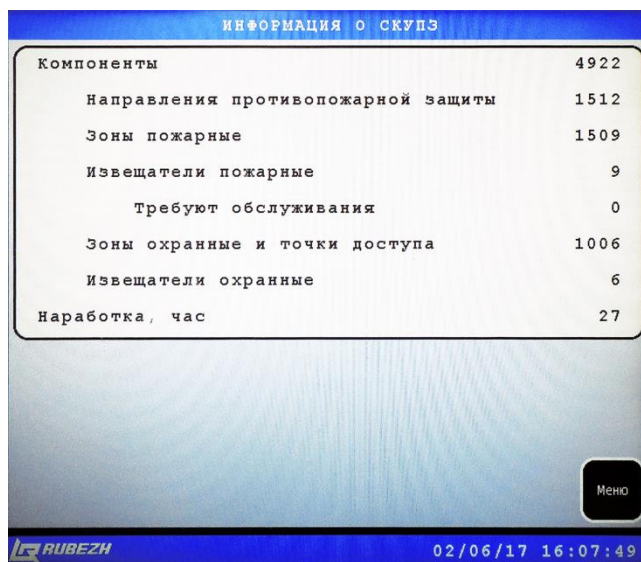 ИНФОРМАЦИЯ О СКУПЗ
Компоненты 4922
Направления противопожарной защиты 1512
Зоны пожарные 1509
Извещатели пожарные 9
Требуют обслуживания 0
Зоны охранные и точки доступа 1006
Извещатели охранные 6
Наработка, час 27
Меню
RUBEZH 02/06/17 16:07:49